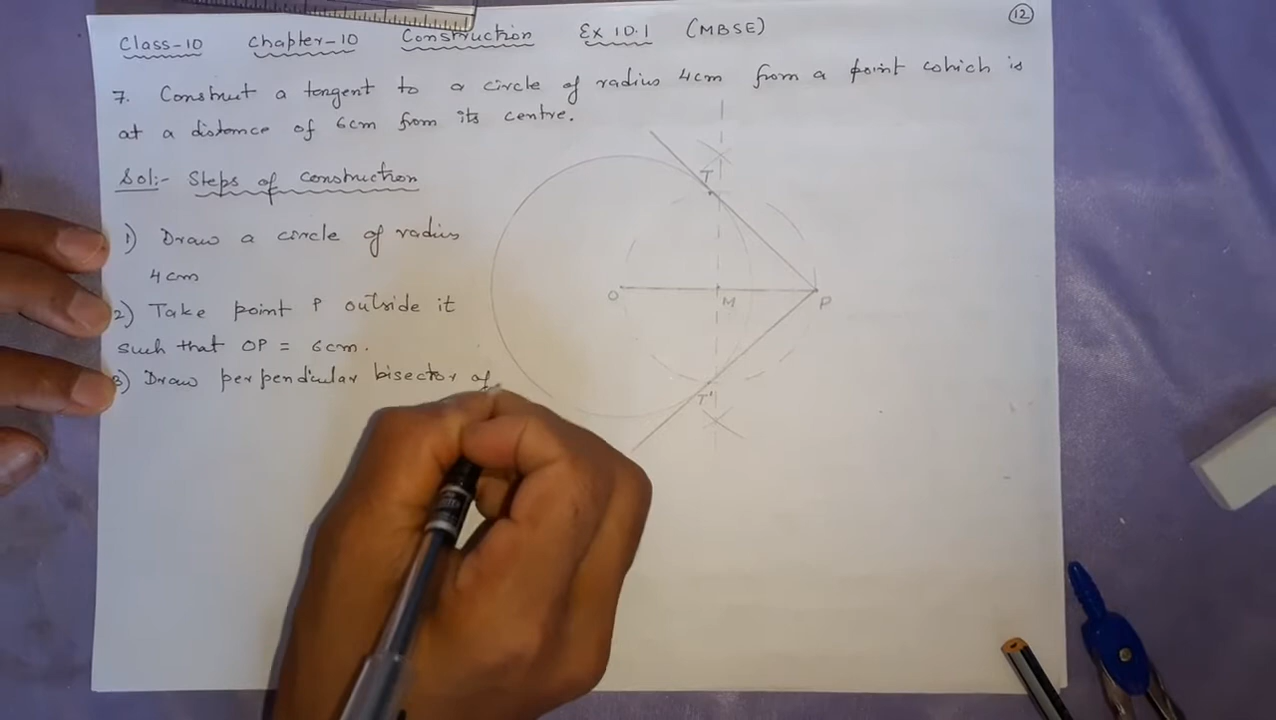 Class-10 Chapter-10 Construction Ex 10.1 (MBSE)
12
7. Construct a tangent to a circle of radius 4cm from a point which is
at a distance of 6cm from its centre.
Sol:- Steps of construction
1) Draw a circle of radius
4cm
2) Take point P outside it
such that OP = 6cm.
3) Draw perpendicular bisector of
T
O M P
T'